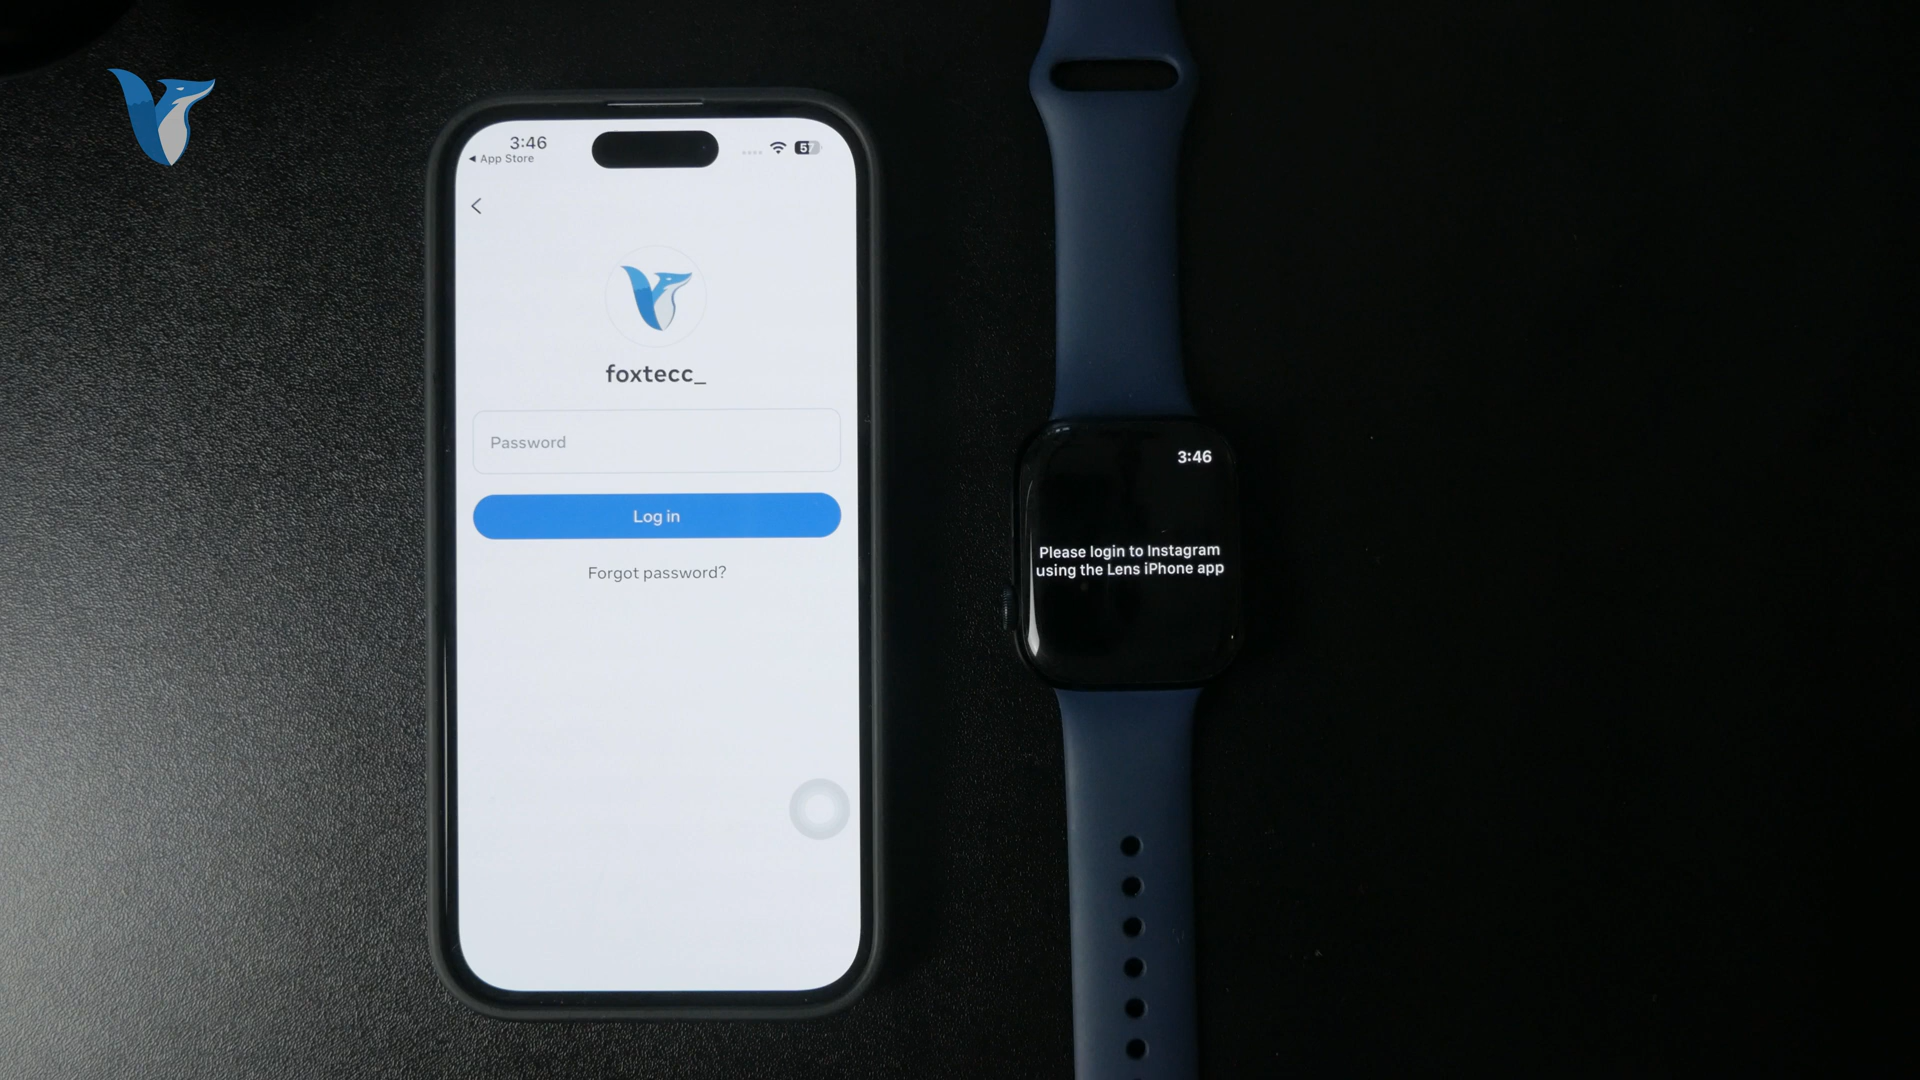 3:46
App Store
57
foxtecc_
Password
Log in
Forgot password?
3:46
Please login to Instagram
using the Lens iPhone app